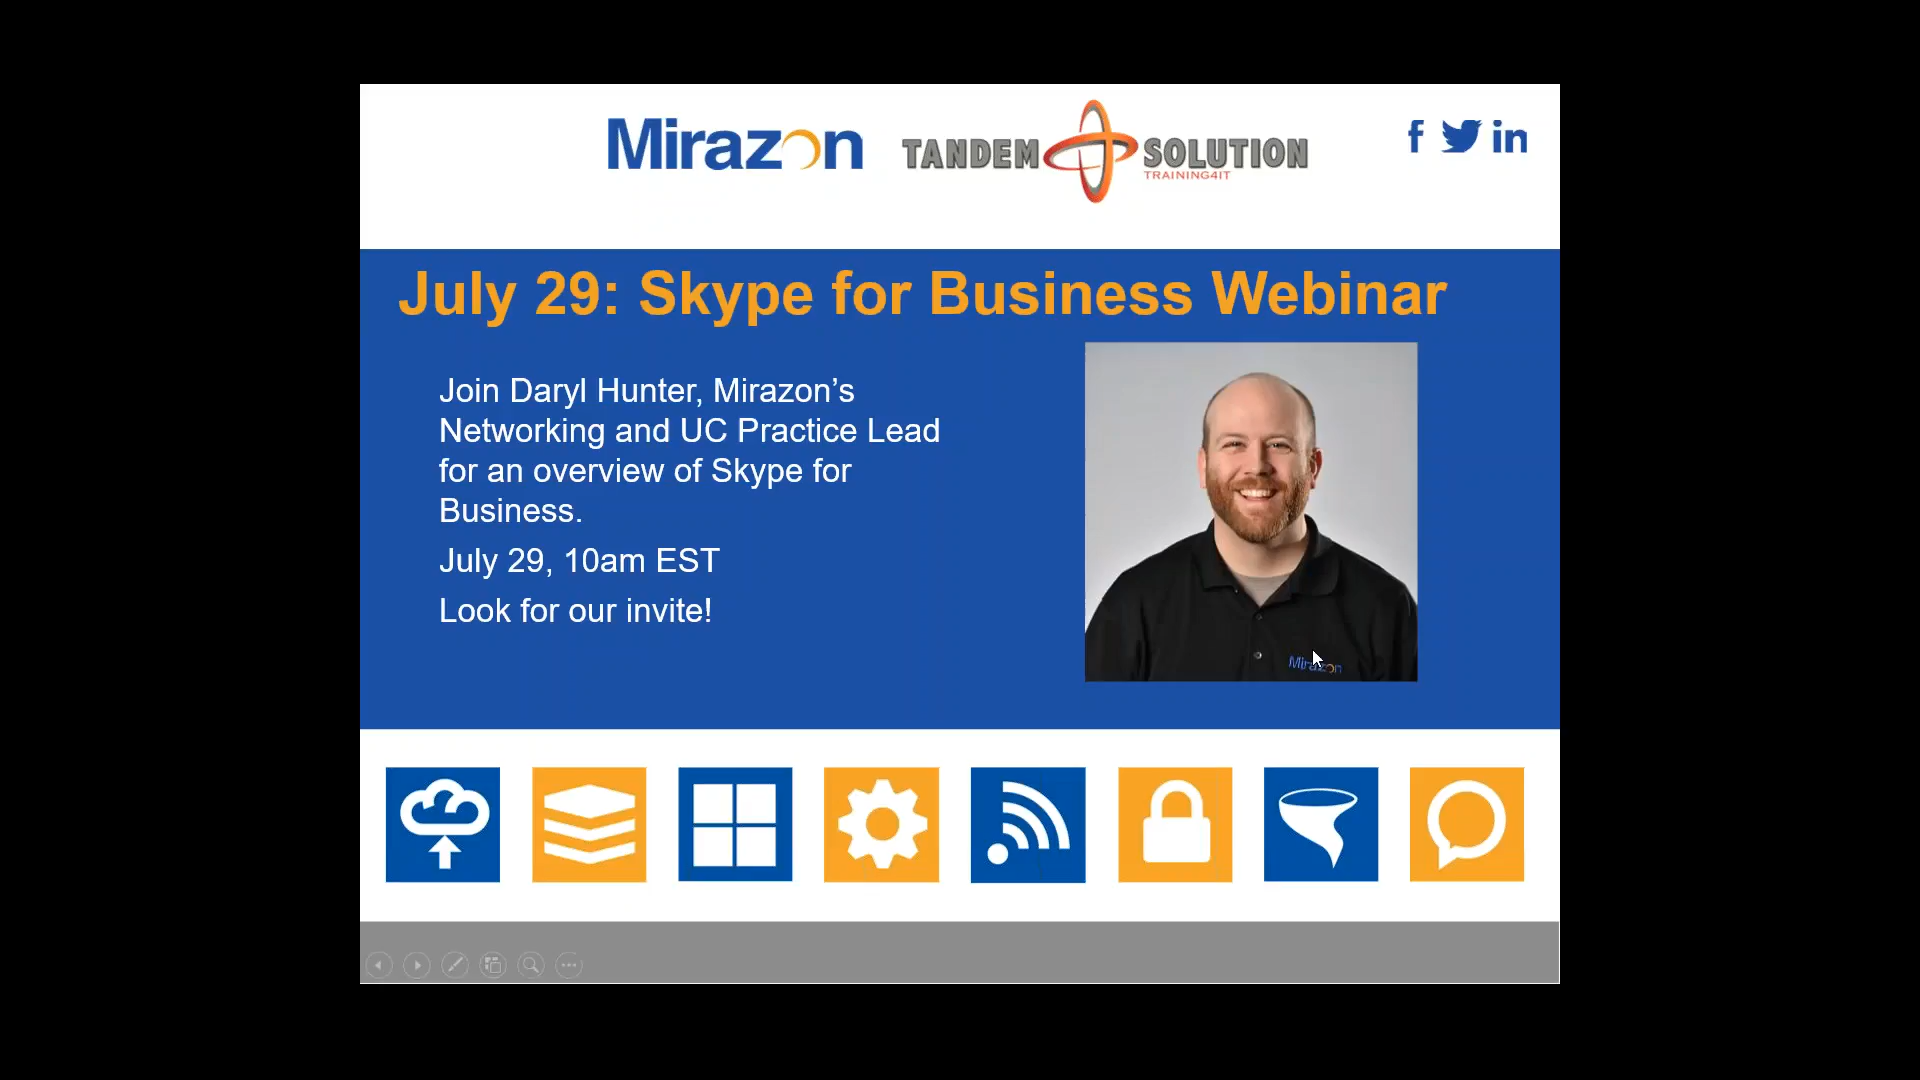 Mirazon
TANDEM SOLUTION
TRAINING4IT
f in
July 29: Skype for Business Webinar
Join Daryl Hunter, Mirazon’s
Networking and UC Practice Lead
for an overview of Skype for
Business.
July 29, 10am EST
Look for our invite!
Mirazon